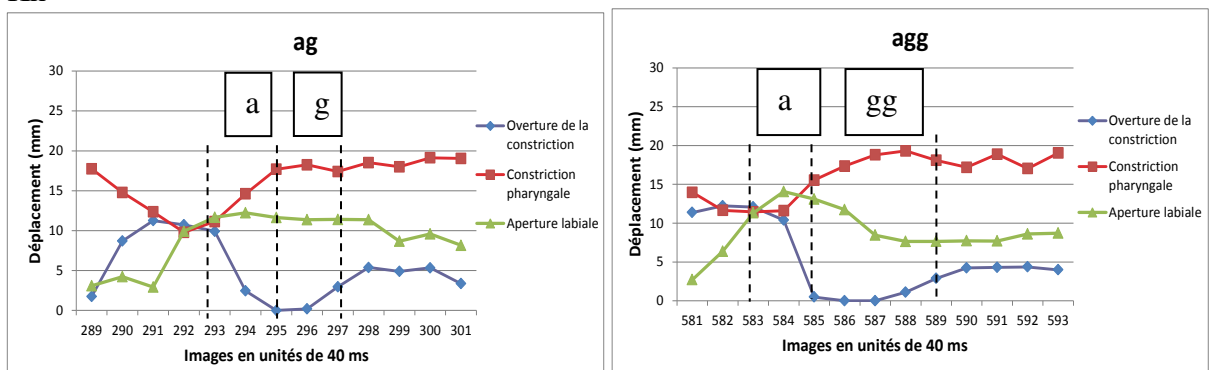 ag
30
25
20
15
10
5
0
Déplacement (mm)
a
g
Overture de la
constriction
Constriction
pharyngale
Aperture labiale
289 290 291 292 293 294 295 296 297 298 299 300 301
Images en unités de 40 ms
agg
30
25
20
15
10
5
0
Déplacement (mm)
a
gg
Overture de la
constriction
Constriction
pharyngale
Aperture labiale
581 582 583 584 585 586 587 588 589 590 591 592 593
Images en unités de 40 ms